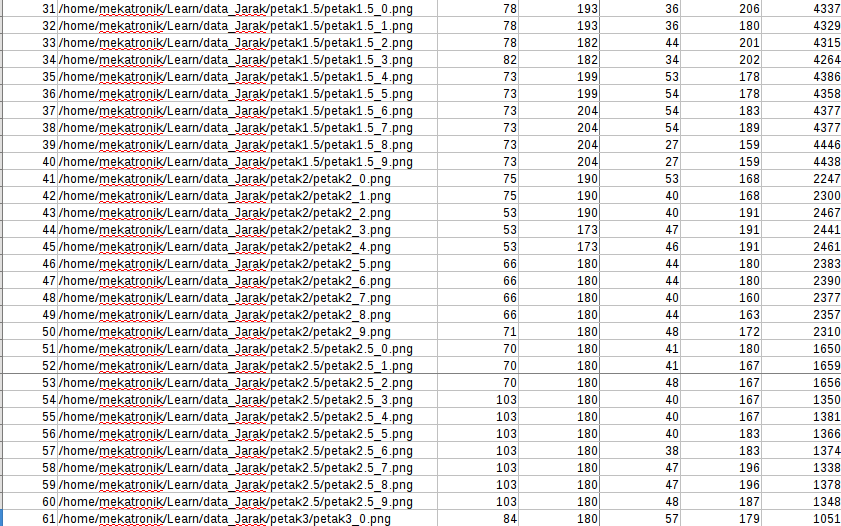 31 /home/mekatronik/Learn/data_Jarak/petak1.5/petak1.5_0.png 78 193 36 206 4337
32 /home/mekatronik/Learn/data_Jarak/petak1.5/petak1.5_1.png 78 193 36 180 4329
33 /home/mekatronik/Learn/data_Jarak/petak1.5/petak1.5_2.png 78 182 44 201 4315
34 /home/mekatronik/Learn/data_Jarak/petak1.5/petak1.5_3.png 82 182 34 202 4264
35 /home/mekatronik/Learn/data_Jarak/petak1.5/petak1.5_4.png 73 199 53 178 4386
36 /home/mekatronik/Learn/data_Jarak/petak1.5/petak1.5_5.png 73 199 54 178 4358
37 /home/mekatronik/Learn/data_Jarak/petak1.5/petak1.5_6.png 73 204 54 183 4377
38 /home/mekatronik/Learn/data_Jarak/petak1.5/petak1.5_7.png 73 204 54 189 4377
39 /home/mekatronik/Learn/data_Jarak/petak1.5/petak1.5_8.png 73 204 27 159 4446
40 /home/mekatronik/Learn/data_Jarak/petak1.5/petak1.5_9.png 73 204 27 159 4438
41 /home/mekatronik/Learn/data_Jarak/petak2/petak2_0.png 75 190 53 168 2247
42 /home/mekatronik/Learn/data_Jarak/petak2/petak2_1.png 75 190 40 168 2300
43 /home/mekatronik/Learn/data_Jarak/petak2/petak2_2.png 53 190 40 191 2467
44 /home/mekatronik/Learn/data_Jarak/petak2/petak2_3.png 53 173 47 191 2441
45 /home/mekatronik/Learn/data_Jarak/petak2/petak2_4.png 53 173 46 191 2461
46 /home/mekatronik/Learn/data_Jarak/petak2/petak2_5.png 66 180 44 180 2383
47 /home/mekatronik/Learn/data_Jarak/petak2/petak2_6.png 66 180 44 180 2390
48 /home/mekatronik/Learn/data_Jarak/petak2/petak2_7.png 66 180 40 160 2377
49 /home/mekatronik/Learn/data_Jarak/petak2/petak2_8.png 66 180 44 163 2357
50 /home/mekatronik/Learn/data_Jarak/petak2/petak2_9.png 71 180 48 172 2310
51 /home/mekatronik/Learn/data_Jarak/petak2.5/petak2.5_0.png 70 180 41 180 1650
52 /home/mekatronik/Learn/data_Jarak/petak2.5/petak2.5_1.png 70 180 41 167 1659
53 /home/mekatronik/Learn/data_Jarak/petak2.5/petak2.5_2.png 70 180 48 167 1656
54 /home/mekatronik/Learn/data_Jarak/petak2.5/petak2.5_3.png 103 180 40 167 1350
55 /home/mekatronik/Learn/data_Jarak/petak2.5/petak2.5_4.png 103 180 40 167 1381
56 /home/mekatronik/Learn/data_Jarak/petak2.5/petak2.5_5.png 103 180 40 183 1366
57 /home/mekatronik/Learn/data_Jarak/petak2.5/petak2.5_6.png 103 180 38 183 1374
58 /home/mekatronik/Learn/data_Jarak/petak2.5/petak2.5_7.png 103 180 47 196 1338
59 /home/mekatronik/Learn/data_Jarak/petak2.5/petak2.5_8.png 103 180 47 196 1378
60 /home/mekatronik/Learn/data_Jarak/petak2.5/petak2.5_9.png 103 180 48 187 1348
61 /home/mekatronik/Learn/data_Jarak/petak3/petak3_0.png 84 180 57 179 1051